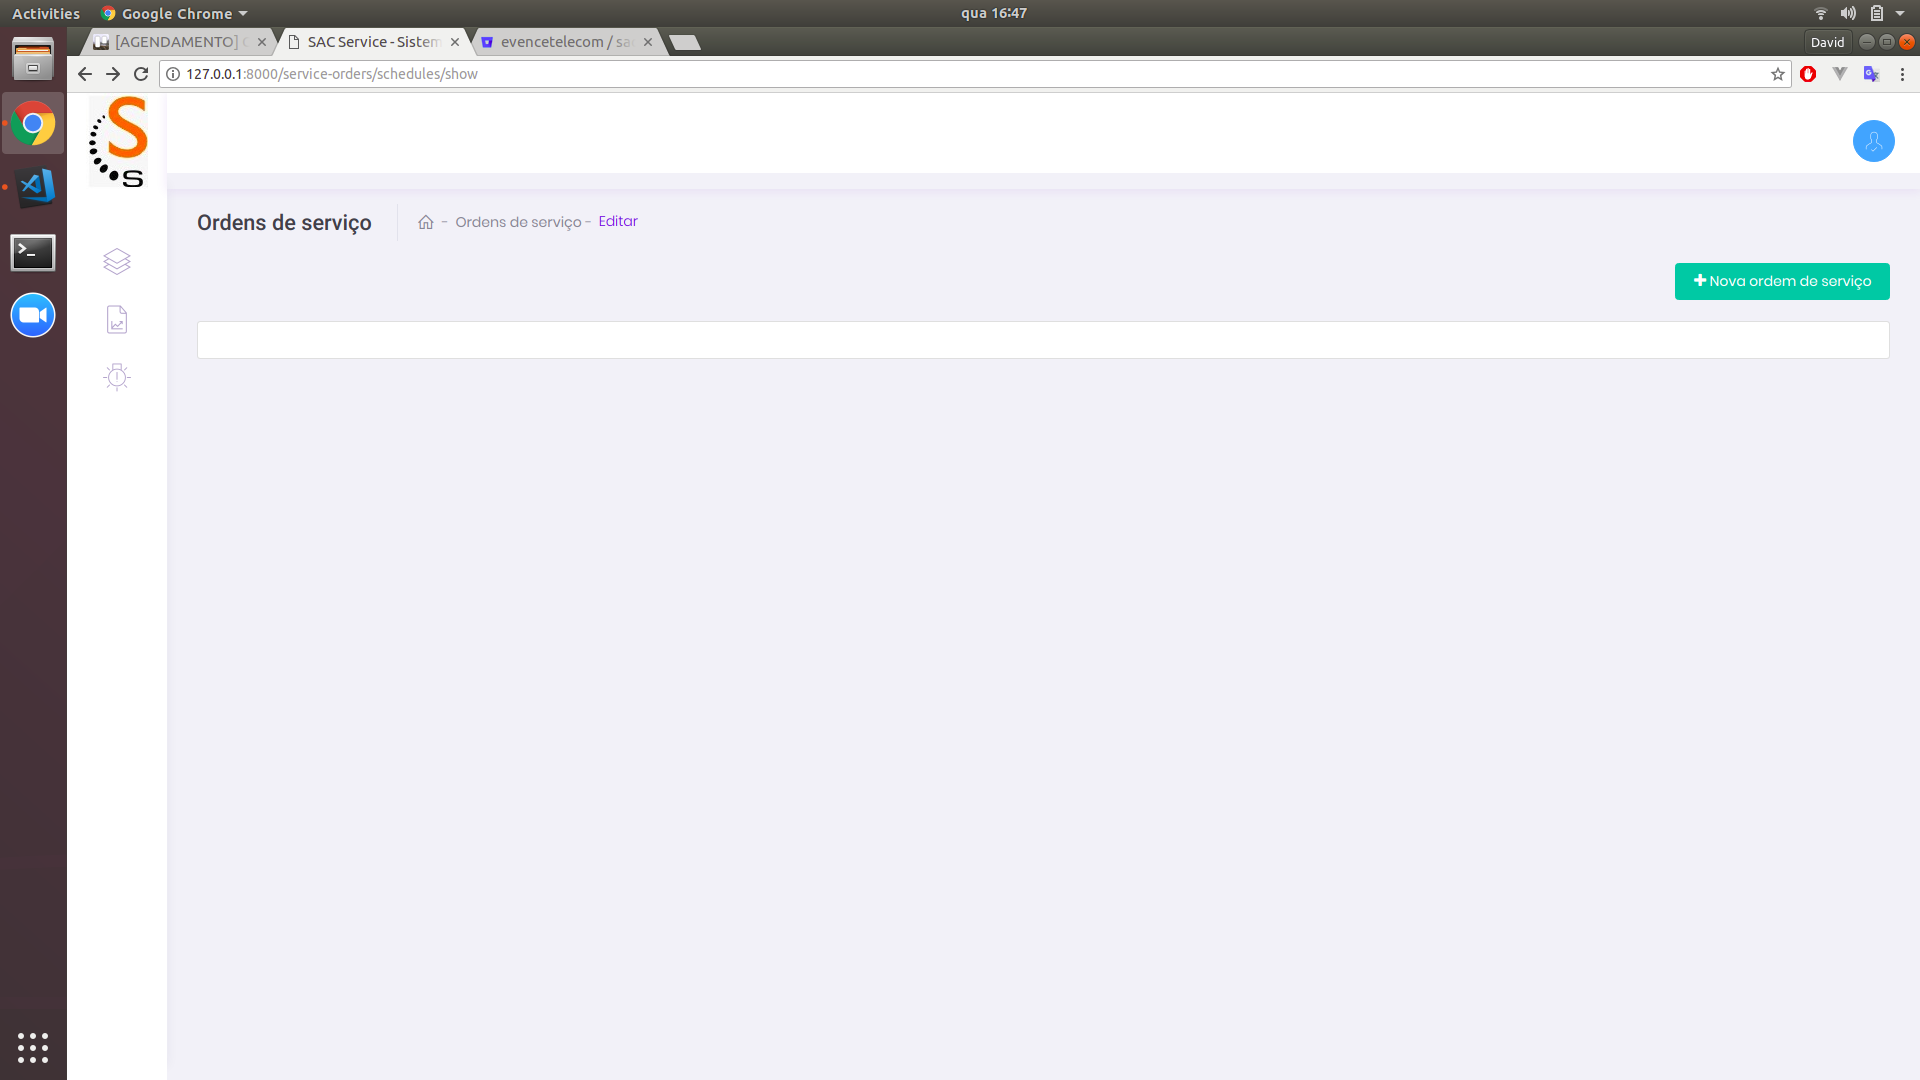 Activities
Google Chrome
qua 16:47
[AGENDAMENTO]
SAC Service - Sistem
evencetelecom / sa
David
127.0.0.1:8000/service-orders/schedules/show
S
S
Ordens de serviço
- Ordens de serviço - Editar
Nova ordem de serviço